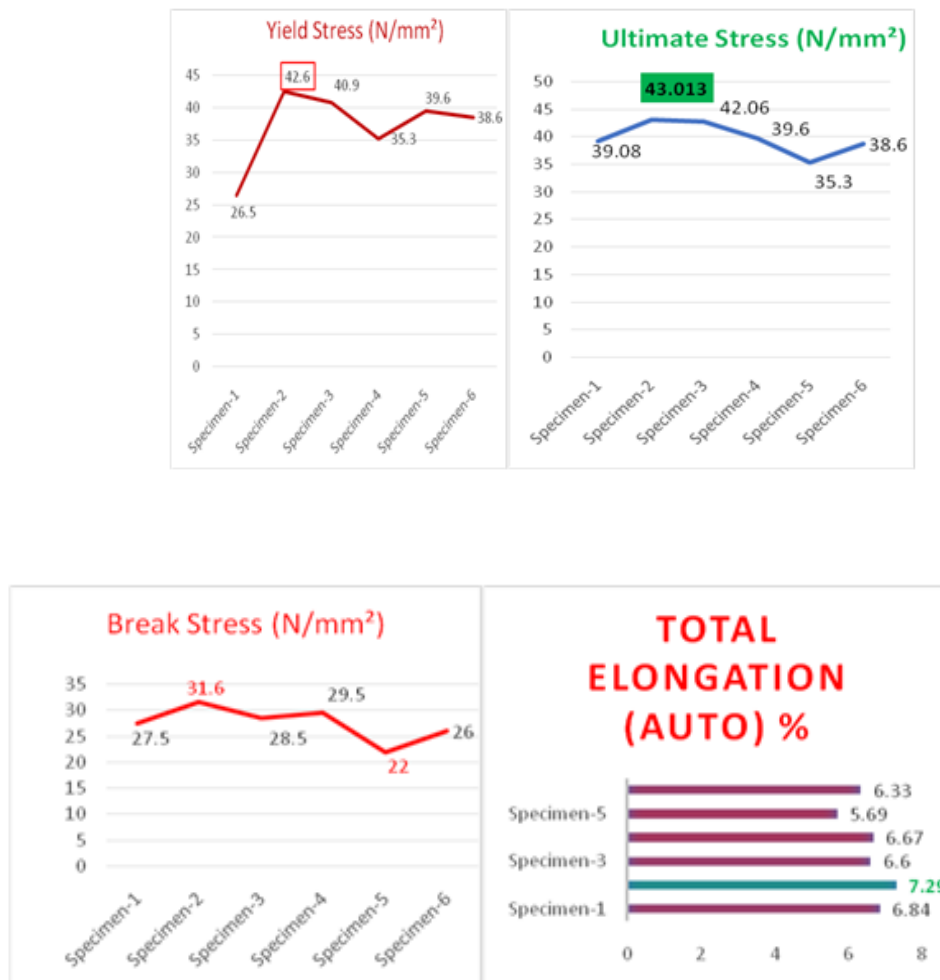 Yield Stress (N/mm²)
45
40
35
30
25
20
15
10
5
0
26.5
42.6
40.9
35.3
39.6
38.6
Specimen-1
Specimen-2
Specimen-3
Specimen-4
Specimen-5
Specimen-6
Ultimate Stress (N/mm²)
50
45
40
35
30
25
20
15
10
5
0
39.08
43.013
42.06
39.6
35.3
38.6
Specimen-1
Specimen-2
Specimen-3
Specimen-4
Specimen-5
Specimen-6
Break Stress (N/mm²)
35
30
25
20
15
10
5
0
27.5
31.6
28.5
29.5
22
26
Specimen-1
Specimen-2
Specimen-3
Specimen-4
Specimen-5
Specimen-6
TOTAL
ELONGATION
(AUTO) %
6.33
Specimen-5 5.69
6.67
Specimen-3 6.6
7.29
Specimen-1 6.84
0 2 4 6 8